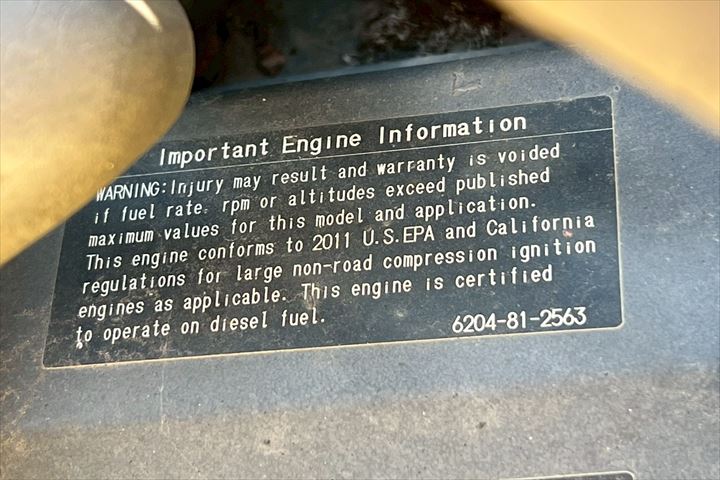 Important Engine Information
WARNING: Injury may result and warranty is voided
if fuel rate. rpm or altitudes exceed published
maximum values for this model and application.
This engine conforms to 2011 U.S.EPA and California
regulations for large non-road compression ignition
engines as applicable. This engine is certified
to operate on diesel fuel.
6204-81-2563